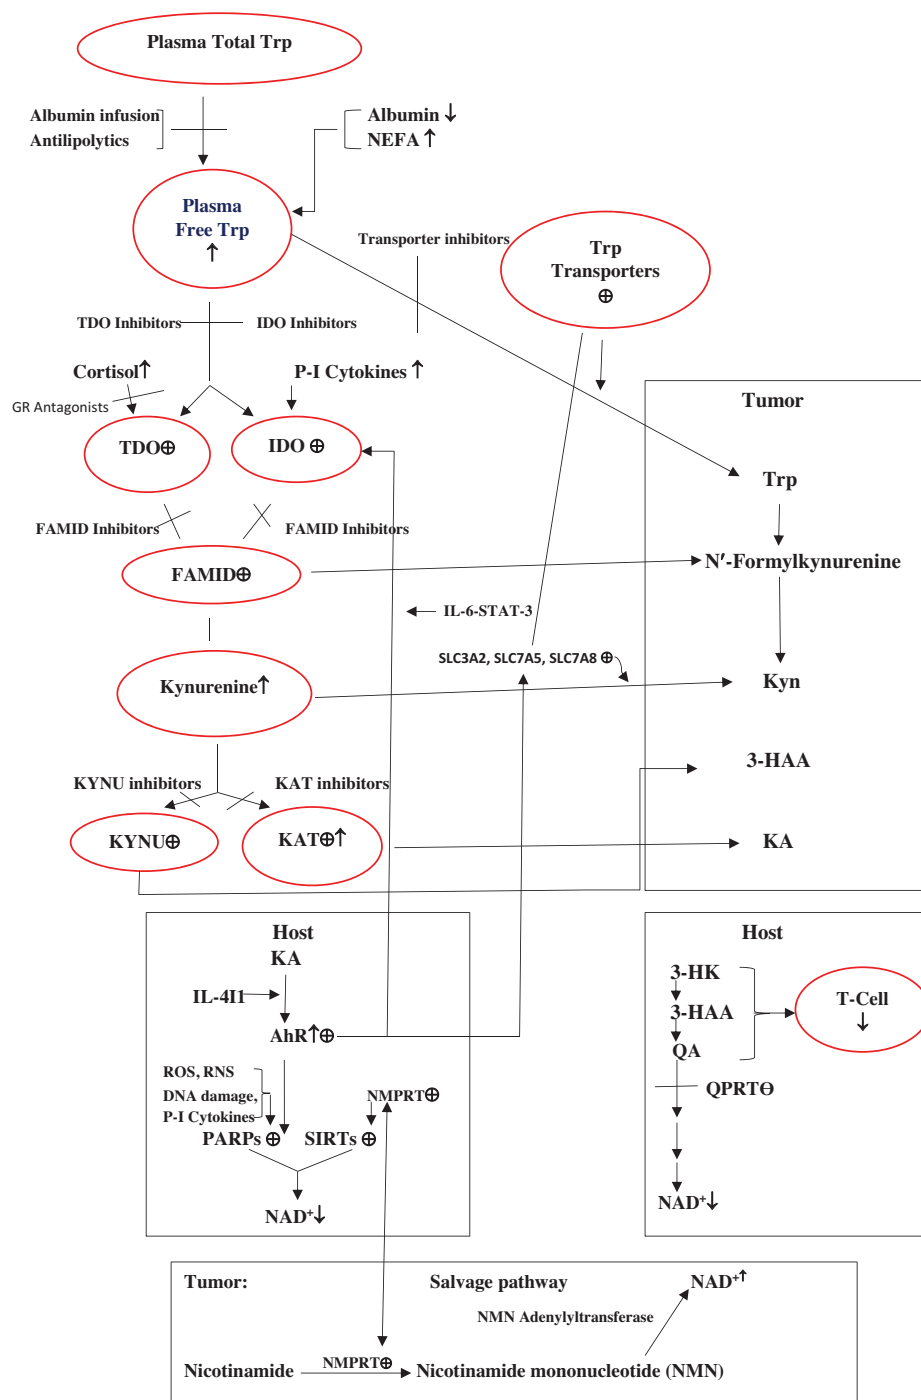 Plasma Total Trp
Albumin infusion
Antilipolytics
Albumin ↓
NEFA ↑
Plasma
Free Trp
↑
Transporter inhibitors
Trp
Transporters
⊕
TDO Inhibitors
IDO Inhibitors
Cortisol↑
P-I Cytokines ↑
GR Antagonists
TDO⊕
IDO ⊕
Tumor
Trp
FAMID Inhibitors
FAMID Inhibitors
FAMID⊕
N′-Formylkynurenine
IL-6-STAT-3
SLC3A2, SLC7A5, SLC7A8 ⊕
Kynurenine↑
Kyn
3-HAA
KYNU inhibitors
KAT inhibitors
KYNU⊕
KAT⊕↑
KA
Host
KA
IL-4I1
AhR↑⊕
ROS, RNS
DNA damage,
P-I Cytokines
NMPRT⊕
PARPs ⊕
SIRTs ⊕
NAD⁺↓
Host
3-HK
3-HAA
QA
T-Cell
↓
QPRT⊖
NAD⁺↓
Tumor:
Salvage pathway
NAD⁺↑
NMN Adenylyltransferase
Nicotinamide
NMPRT⊕
Nicotinamide mononucleotide (NMN)